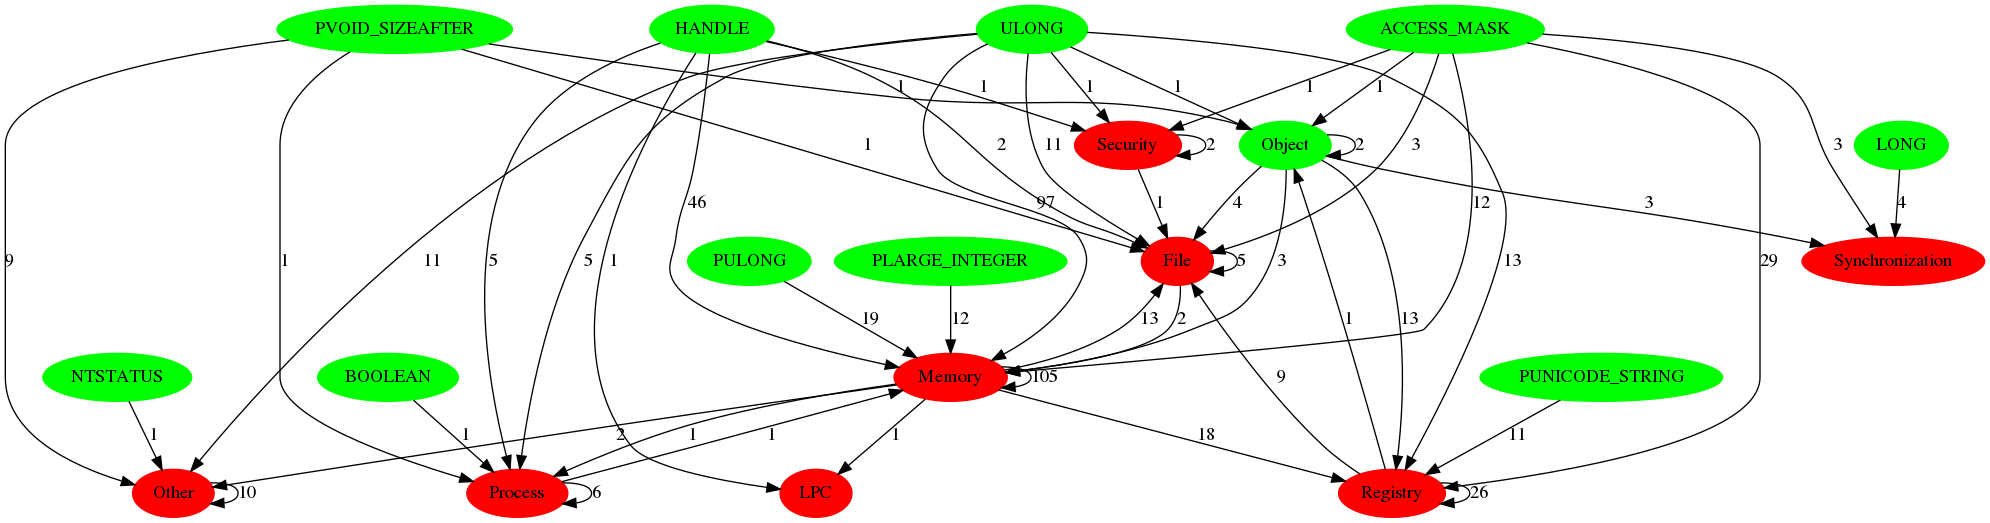 PVOID_SIZEAFTER HANDLE ULONG ACCESS_MASK
1 1 1 1 1 1
Security Object LONG
1 2 11 2 2 3 3
46 97 1 4 12 3 4
PULONG PLARGE_INTEGER File Synchronization
9 1 11 5 5 1 5 3 13 29
19 12 13 2 1 13
NTSTATUS BOOLEAN Memory PUNICODE_STRING
105 9
1 1 2 1 1 1 18 11
Other Process LPC Registry
10 6 26